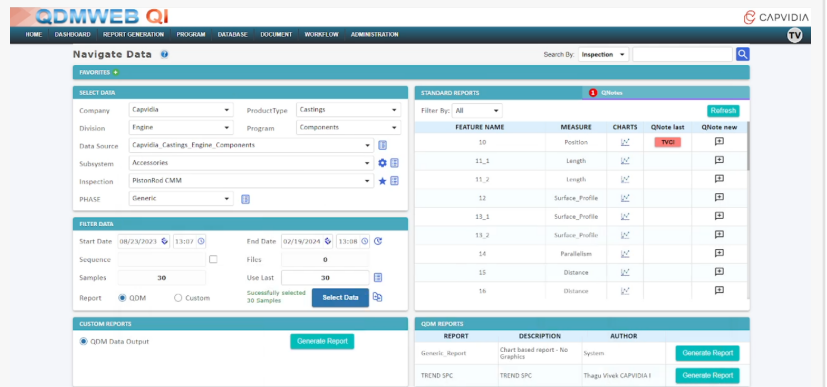 QDMWEB QI
CAPVIDIA
HOME DASHBOARD REPORT GENERATION PROGRAM DATABASE DOCUMENT WORKFLOW ADMINISTRATION
TV
Navigate Data ?
Search By: Inspection
FAVORITES +
SELECT DATA
Company Capvidia ProductType Castings
Division Engine Program Components
Data Source Capvidia_Castings_Engine_Components
Subsystem Accessories
Inspection PistonRod CMM
PHASE Generic
FILTER DATA
Start Date 08/23/2023 13:07 End Date 02/19/2024 13:08
Sequence Files 0
Samples 30 Use Last 30
Report QDM Custom Sucessfully selected
30 Samples
Select Data
CUSTOM REPORTS
QDM Data Output Generate Report
STANDARD REPORTS 1 QNotes
Filter By: All Refresh
FEATURE NAME MEASURE CHARTS QNote last QNote new
10 Position TVCI
11_1 Length
11_2 Length
12 Surface_Profile
13_1 Surface_Profile
13_2 Surface_Profile
14 Parallelism
15 Distance
16 Distance
QDM REPORTS
REPORT DESCRIPTION AUTHOR
Generic_Report Chart based report - No
Graphics System Generate Report
TREND SPC TREND SPC Thagu Vivek CAPVIDIA I Generate Report